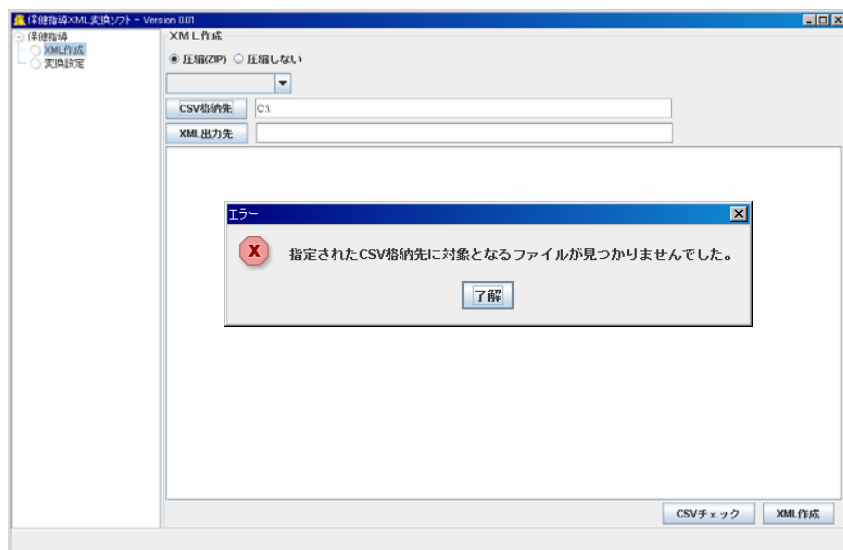 保健指導XML変換ソフト - Version 0.01
保健指導
XML作成
変換設定
XML作成
圧縮(ZIP) 圧縮しない
CSV格納先 C:\
XML出力先
エラー
指定されたCSV格納先に対象となるファイルが見つかりませんでした。
了解
CSVチェック XML作成